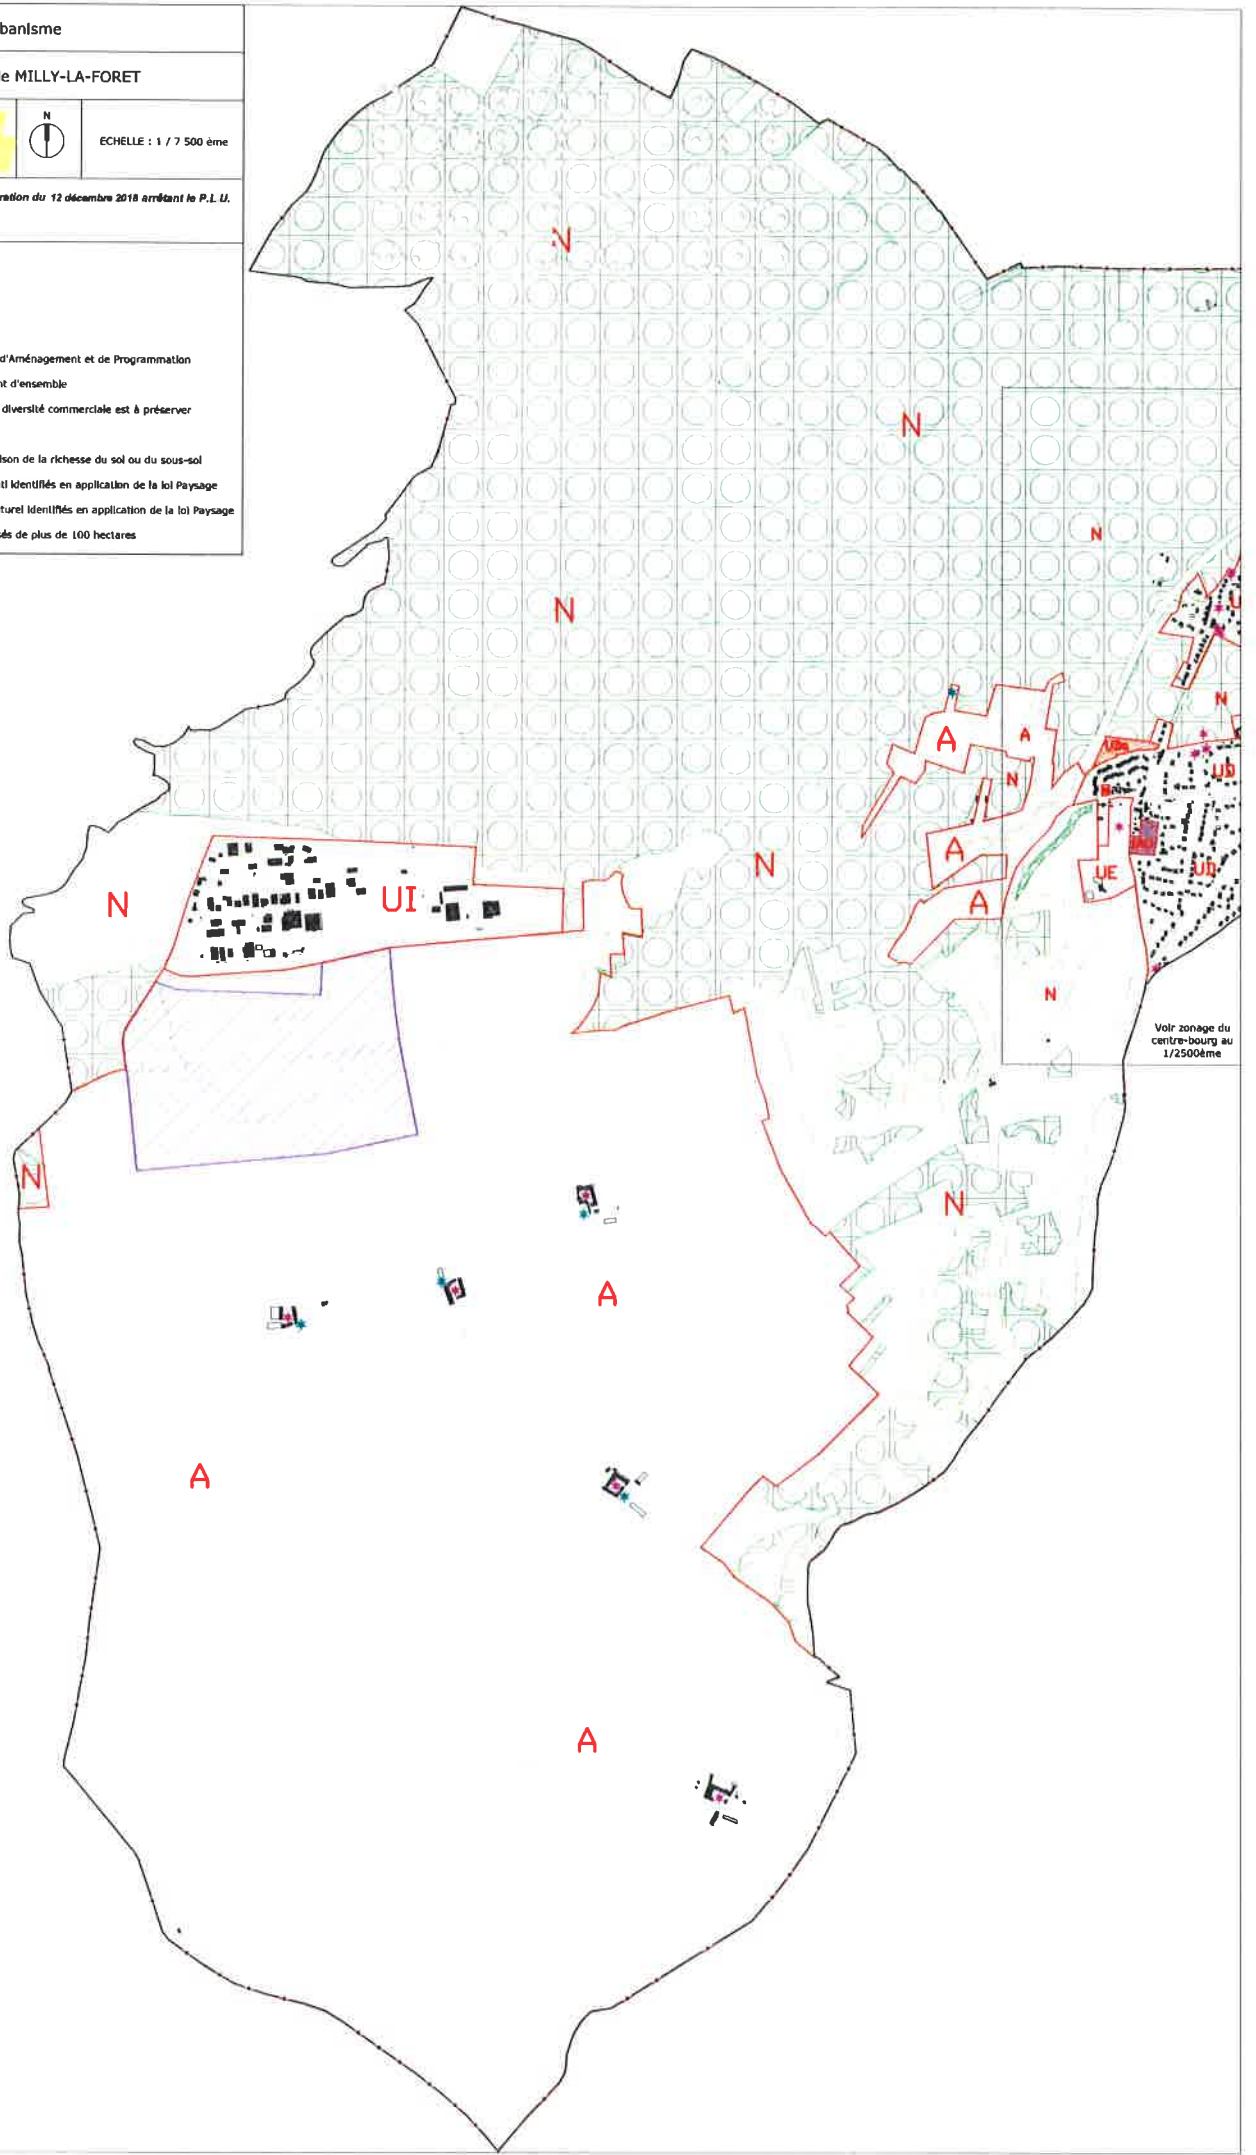 banisme
e MILLY-LA-FORET
N
ECHELLE : 1 / 7 500 ème
ration du 12 décembre 2018 arrêtant le P.L.U.
d'Aménagement et de Programmation
nt d'ensemble
diversité commerciale est à préserver
ison de la richesse du sol ou du sous-sol
ti identifiés en application de la loi Paysage
turel identifiés en application de la loi Paysage
sés de plus de 100 hectares
N
N
N
N
U
N
A
A
N
UD
A
N
UE
UD
N
UI
A
N
Voir zonage du
centre-bourg au
1/2500ème
N
N
A
A
A